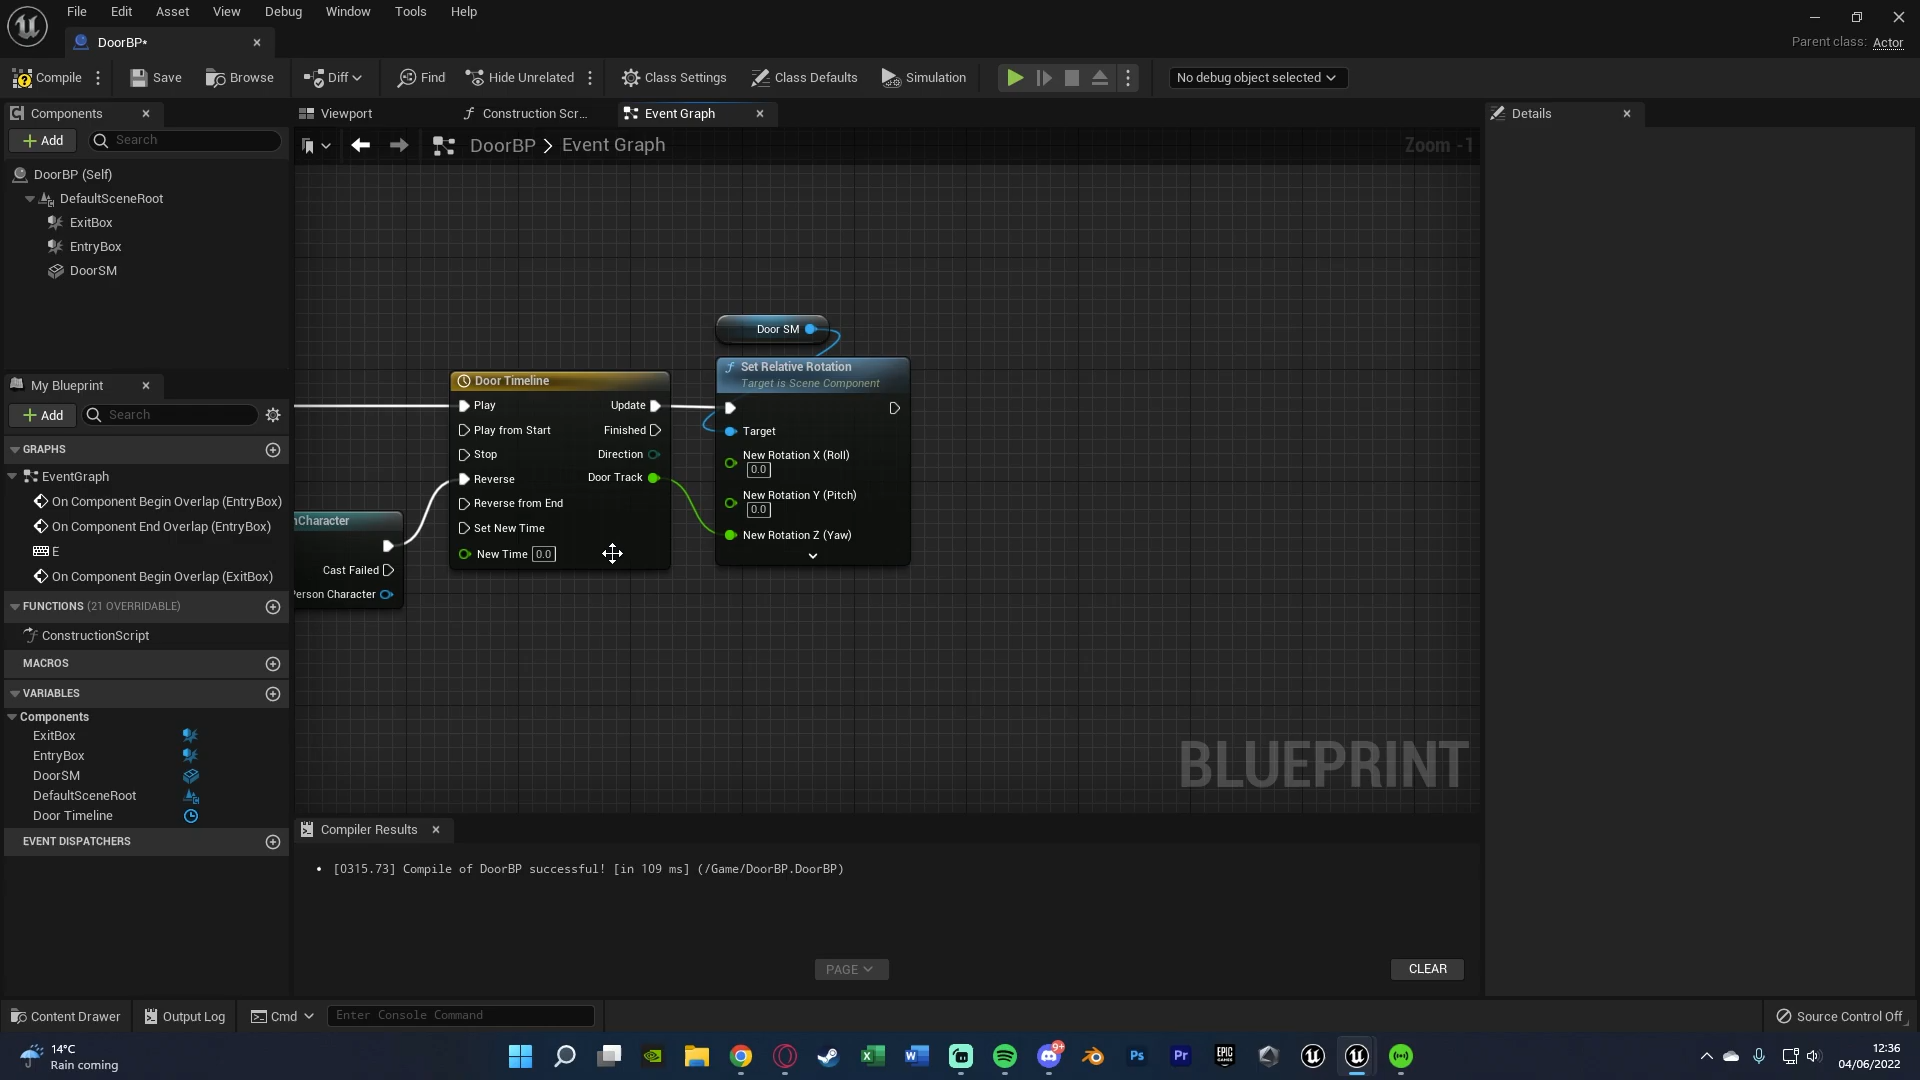 File Edit Asset View Debug Window Tools Help
DoorBP*
Parent class: Actor
Compile Save Browse Diff Find Hide Unrelated Class Settings Class Defaults Simulation No debug object selected
Components Viewport Construction Scr... Event Graph Details
Add Search
DoorBP > Event Graph Zoom -1
DoorBP (Self)
DefaultSceneRoot
ExitBox
EntryBox
DoorSM
Door SM
Set Relative Rotation
Target is Scene Component
Target
New Rotation X (Roll)
0.0
New Rotation Y (Pitch)
0.0
New Rotation Z (Yaw)
Door Timeline
Play Update
Play from Start Finished
Stop Direction
Reverse Door Track
Reverse from End
Set New Time
New Time 0.0
nCharacter
Cast Failed
erson Character
My Blueprint
Add Search
GRAPHS
EventGraph
On Component Begin Overlap (EntryBox)
On Component End Overlap (EntryBox)
E
On Component Begin Overlap (ExitBox)
FUNCTIONS (21 OVERRIDABLE)
ConstructionScript
MACROS
VARIABLES
Components
ExitBox
EntryBox
DoorSM
DefaultSceneRoot
Door Timeline
EVENT DISPATCHERS
BLUEPRINT
Compiler Results
[0315.73] Compile of DoorBP successful! [in 109 ms] (/Game/DoorBP.DoorBP)
PAGE CLEAR
Content Drawer Output Log Cmd Enter Console Command Source Control Off
14°C
Rain coming
9+
Ps
Pr
EPIC GAMES
12:36
04/06/2022